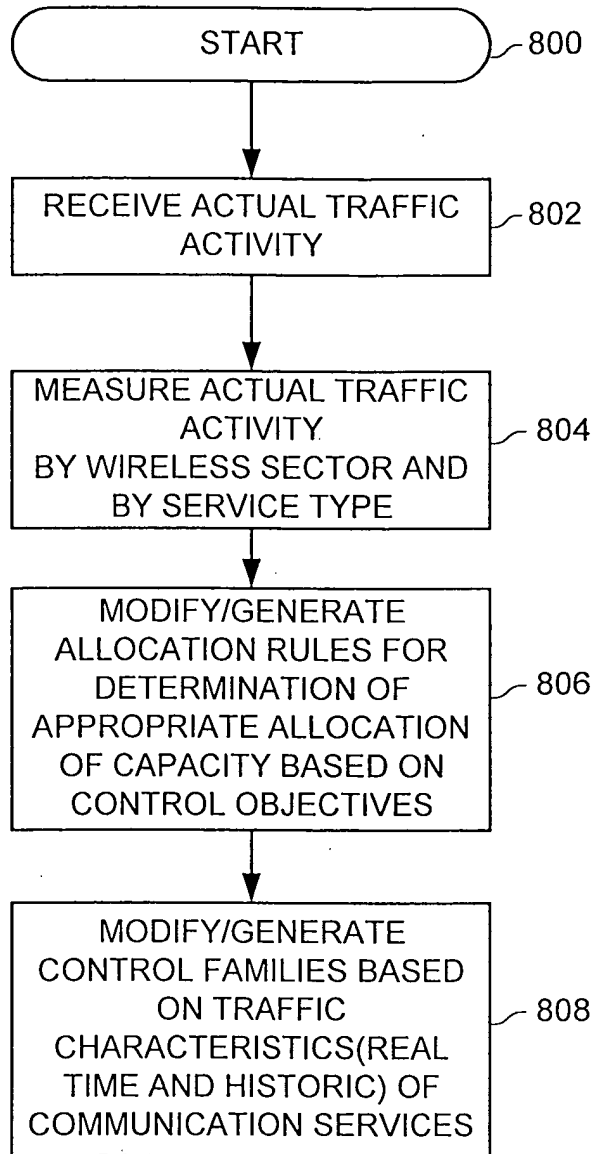 START
800
RECEIVE ACTUAL TRAFFIC
ACTIVITY
802
MEASURE ACTUAL TRAFFIC
ACTIVITY
BY WIRELESS SECTOR AND
BY SERVICE TYPE
804
MODIFY/GENERATE
ALLOCATION RULES FOR
DETERMINATION OF
APPROPRIATE ALLOCATION
OF CAPACITY BASED ON
CONTROL OBJECTIVES
806
MODIFY/GENERATE
CONTROL FAMILIES BASED
ON TRAFFIC
CHARACTERISTICS(REAL
TIME AND HISTORIC) OF
COMMUNICATION SERVICES
808